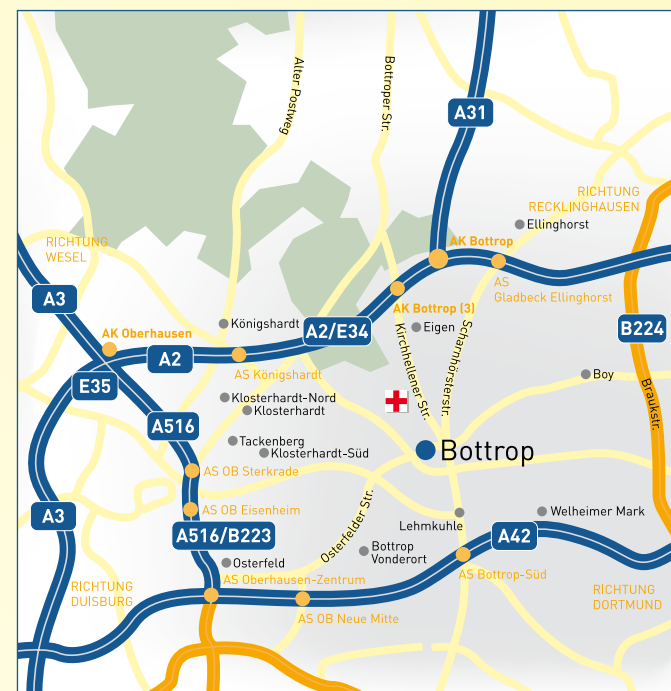 Alter Postweg
Bottroper Str.
A31
RICHTUNG
RECKLINGHAUSEN
Ellinghorst
RICHTUNG
WESEL
AK Bottrop
AS
Gladbeck Ellinghorst
A3
AK Bottrop (3)
Königshardt
A2/E34
Eigen
B224
AK Oberhausen
A2
AS Königshardt
Kirchhellener Str.
Scharnhörsterstr.
E35
Boy
Braukstr.
Klosterhardt-Nord
Klosterhardt
A516
Tackenberg
Klosterhardt-Süd
Bottrop
AS OB Sterkrade
A3
AS OB Eisenheim
Osterfelder Str.
Lehmkuhle
Welheimer Mark
A516/B223
A42
Bottrop
Vonderort
Osterfeld
AS Oberhausen-Zentrum
AS Bottrop-Süd
RICHTUNG
DUISBURG
RICHTUNG
DORTMUND
AS OB Neue Mitte